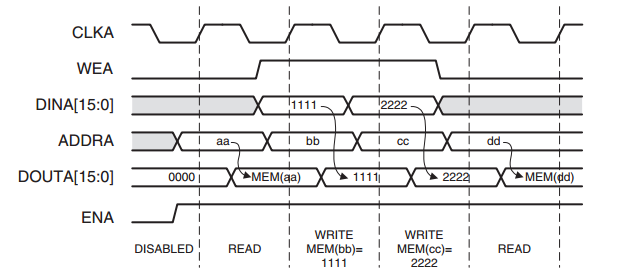 CLKA
WEA
DINA[15:0] 1111 2222
ADDRA aa bb cc dd
DOUTA[15:0] 0000 MEM(aa) 1111 2222 MEM(dd)
ENA
DISABLED READ WRITE MEM(bb)= 1111 WRITE MEM(cc)= 2222 READ